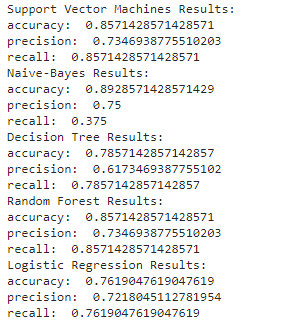 Support Vector Machines Results:
accuracy:  0.8571428571428571
precision:  0.7346938775510203
recall:  0.8571428571428571
Naive-Bayes Results:
accuracy:  0.8928571428571429
precision:  0.75
recall:  0.375
Decision Tree Results:
accuracy:  0.7857142857142857
precision:  0.6173469387755102
recall:  0.7857142857142857
Random Forest Results:
accuracy:  0.8571428571428571
precision:  0.7346938775510203
recall:  0.8571428571428571
Logistic Regression Results:
accuracy:  0.7619047619047619
precision:  0.7218045112781954
recall:  0.7619047619047619